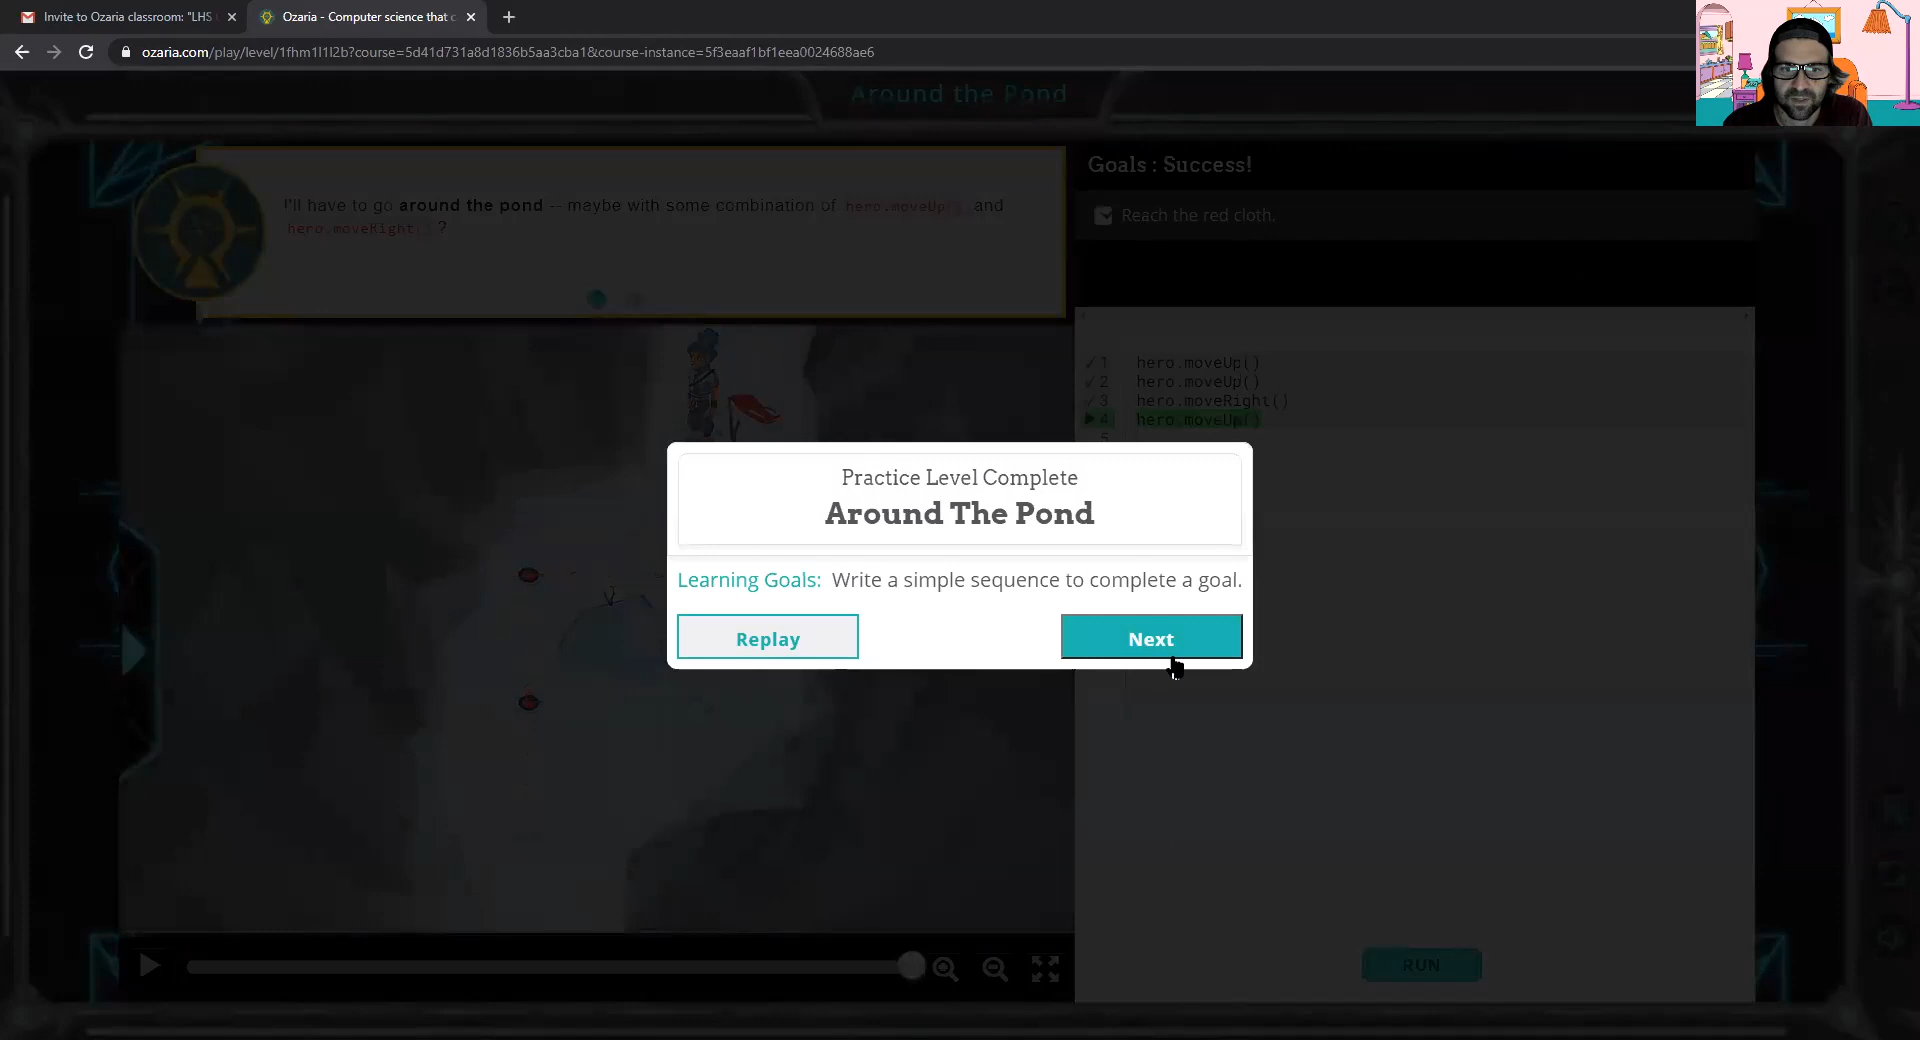 Invite to Ozaria classroom: "LHS
Ozaria - Computer science that c
ozaria.com/play/level/1fhm1l1l2b?course=5d41d731a8d1836b5aa3cba1&course-instance=5f3eaaf1bf1eea0024688ae6
Around the Pond
I'll have to go around the pond -- maybe with some combination of hero.moveUp() and
hero.moveRight() ?
Goals : Success!
Reach the red cloth.
1 hero.moveUp()
2 hero.moveUp()
3 hero.moveRight()
4 hero.moveUp()
5
Practice Level Complete
Around The Pond
Learning Goals: Write a simple sequence to complete a goal.
Replay
Next
RUN